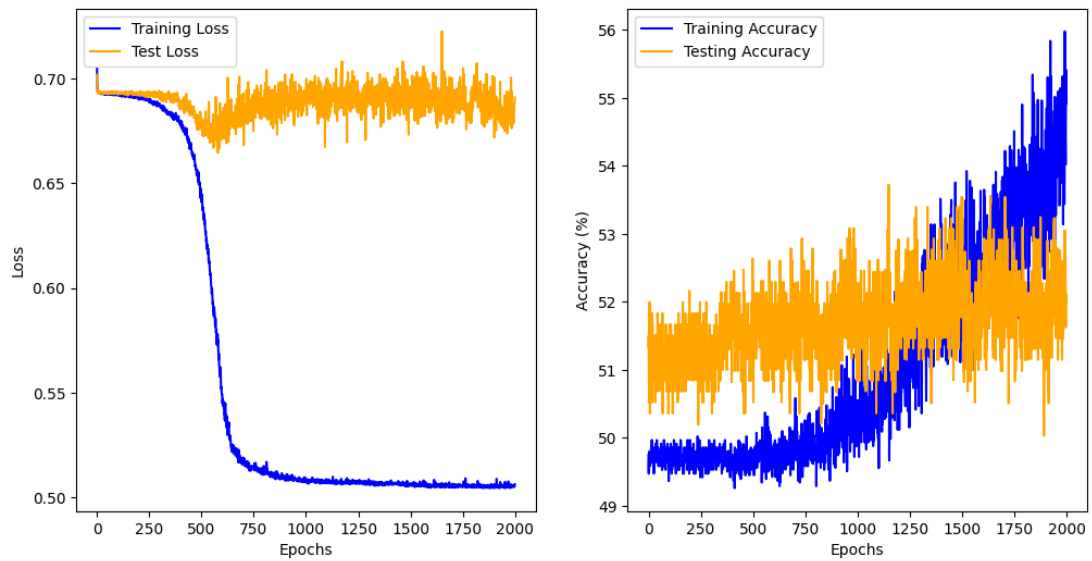 Training Loss
Test Loss
0.70
0.65
0.60
0.55
0.50
Loss
0 250 500 750 1000 1250 1500 1750 2000
Epochs
Training Accuracy
Testing Accuracy
56
55
54
53
52
51
50
49
Accuracy (%)
0 250 500 750 1000 1250 1500 1750 2000
Epochs